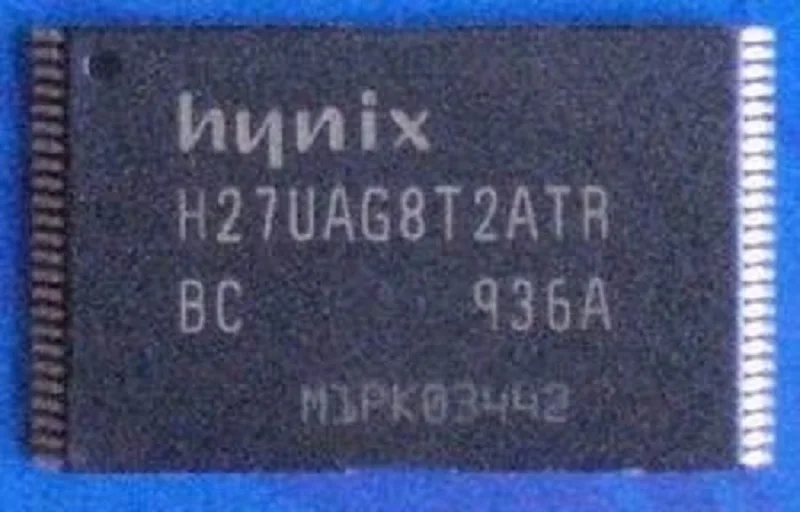 hynix
H27UAG8T2ATR
BC 936A
M1PK03442